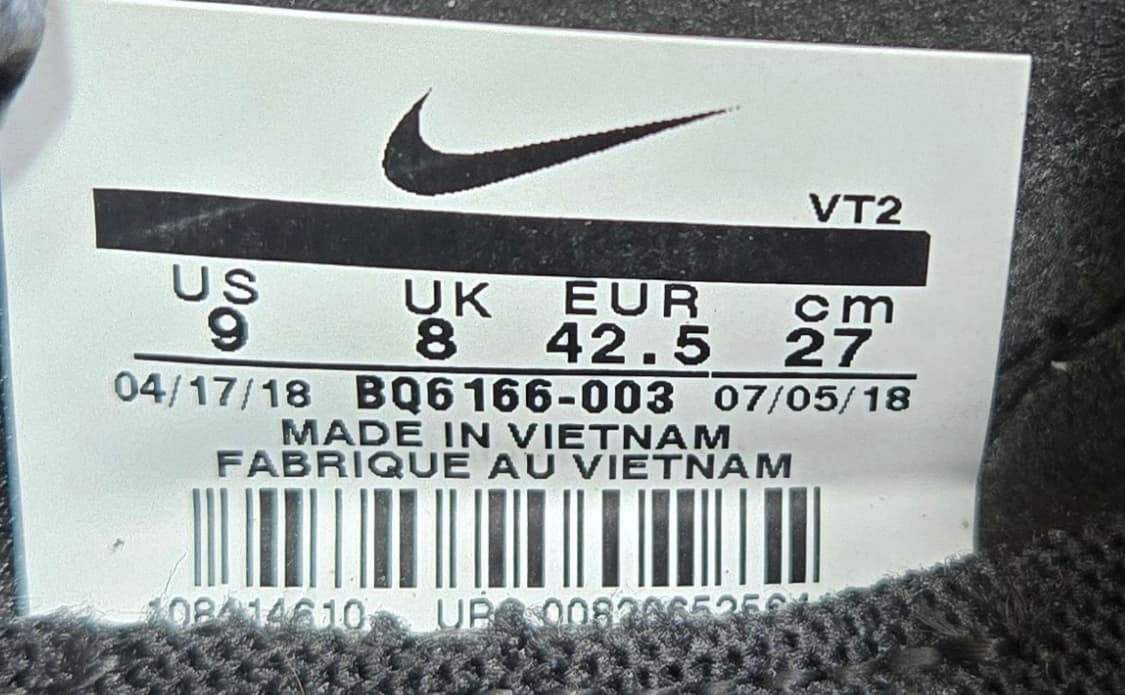 VT2
US UK EUR cm
9 8 42.5 27
04/17/18 BQ6166-003 07/05/18
MADE IN VIETNAM
FABRIQUE AU VIETNAM